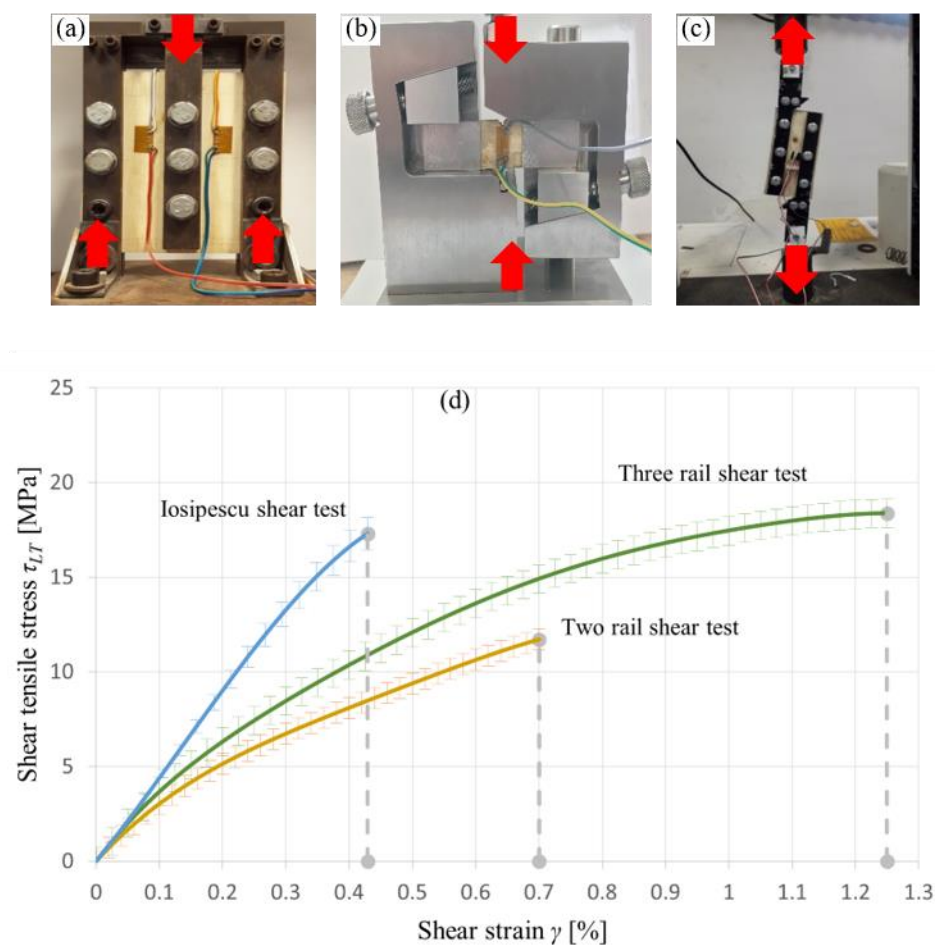 (a)
(b)
(c)
(d)
25
20
15
10
5
0
Shear tensile stress τLT [MPa]
Iosipescu shear test
Three rail shear test
Two rail shear test
0 0.1 0.2 0.3 0.4 0.5 0.6 0.7 0.8 0.9 1 1.1 1.2 1.3
Shear strain γ [%]